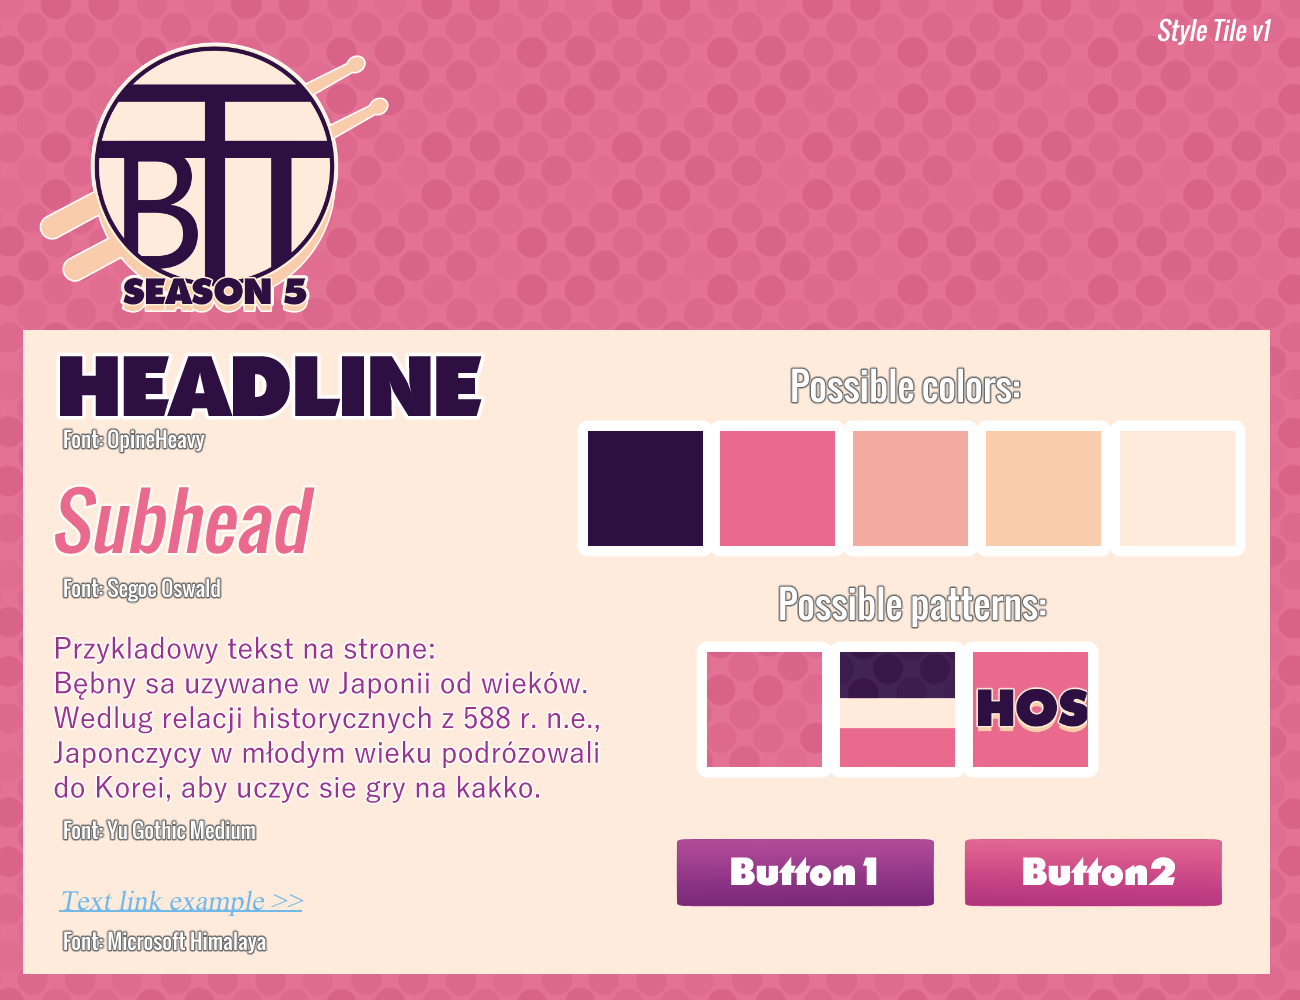 Style Tile v1
BTT
SEASON 5
HEADLINE
Font: OpineHeavy
Subhead
Font: Segoe Oswald
Przykladowy tekst na strone:
Bębny sa uzywane w Japonii od wieków.
Wedlug relacji historycznych z 588 r. n.e.,
Japonczycy w młodym wieku podrózowali
do Korei, aby uczyc sie gry na kakko.
Font: Yu Gothic Medium
Text link example >>
Font: Microsoft Himalaya
Possible colors:
Possible patterns:
HOS
Button1
Button2